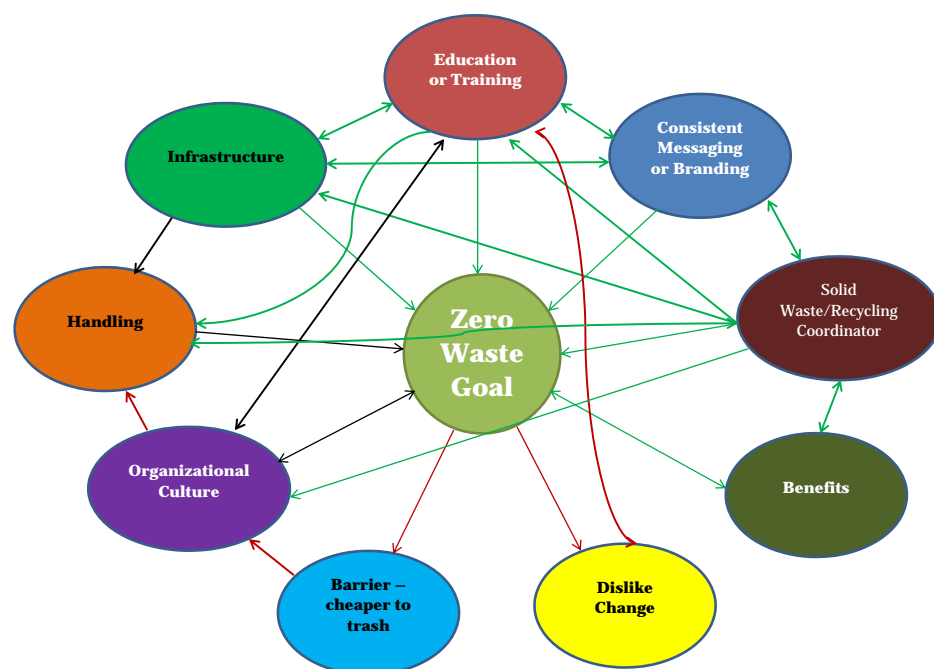 Education
or Training
Consistent
Messaging
or Branding
Infrastructure
Solid
Waste/Recycling
Coordinator
Handling
Zero
Waste
Goal
Organizational
Culture
Benefits
Barrier –
cheaper to
trash
Dislike
Change